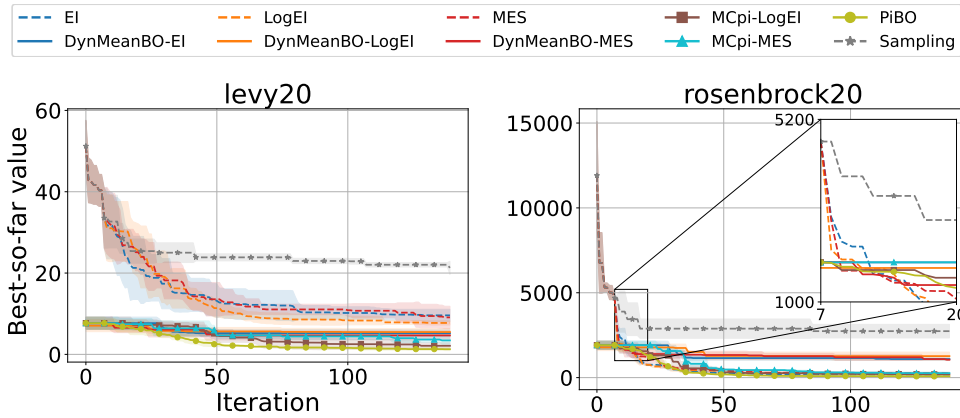 EI LogEI MES MCpi-LogEI PiBO
DynMeanBO-EI DynMeanBO-LogEI DynMeanBO-MES MCpi-MES Sampling
levy20 rosenbrock20
Best-so-far value
60
40
20
0
0 50 100
Iteration
15000
10000
5000
0
0 50 100
5200
1000
7 20